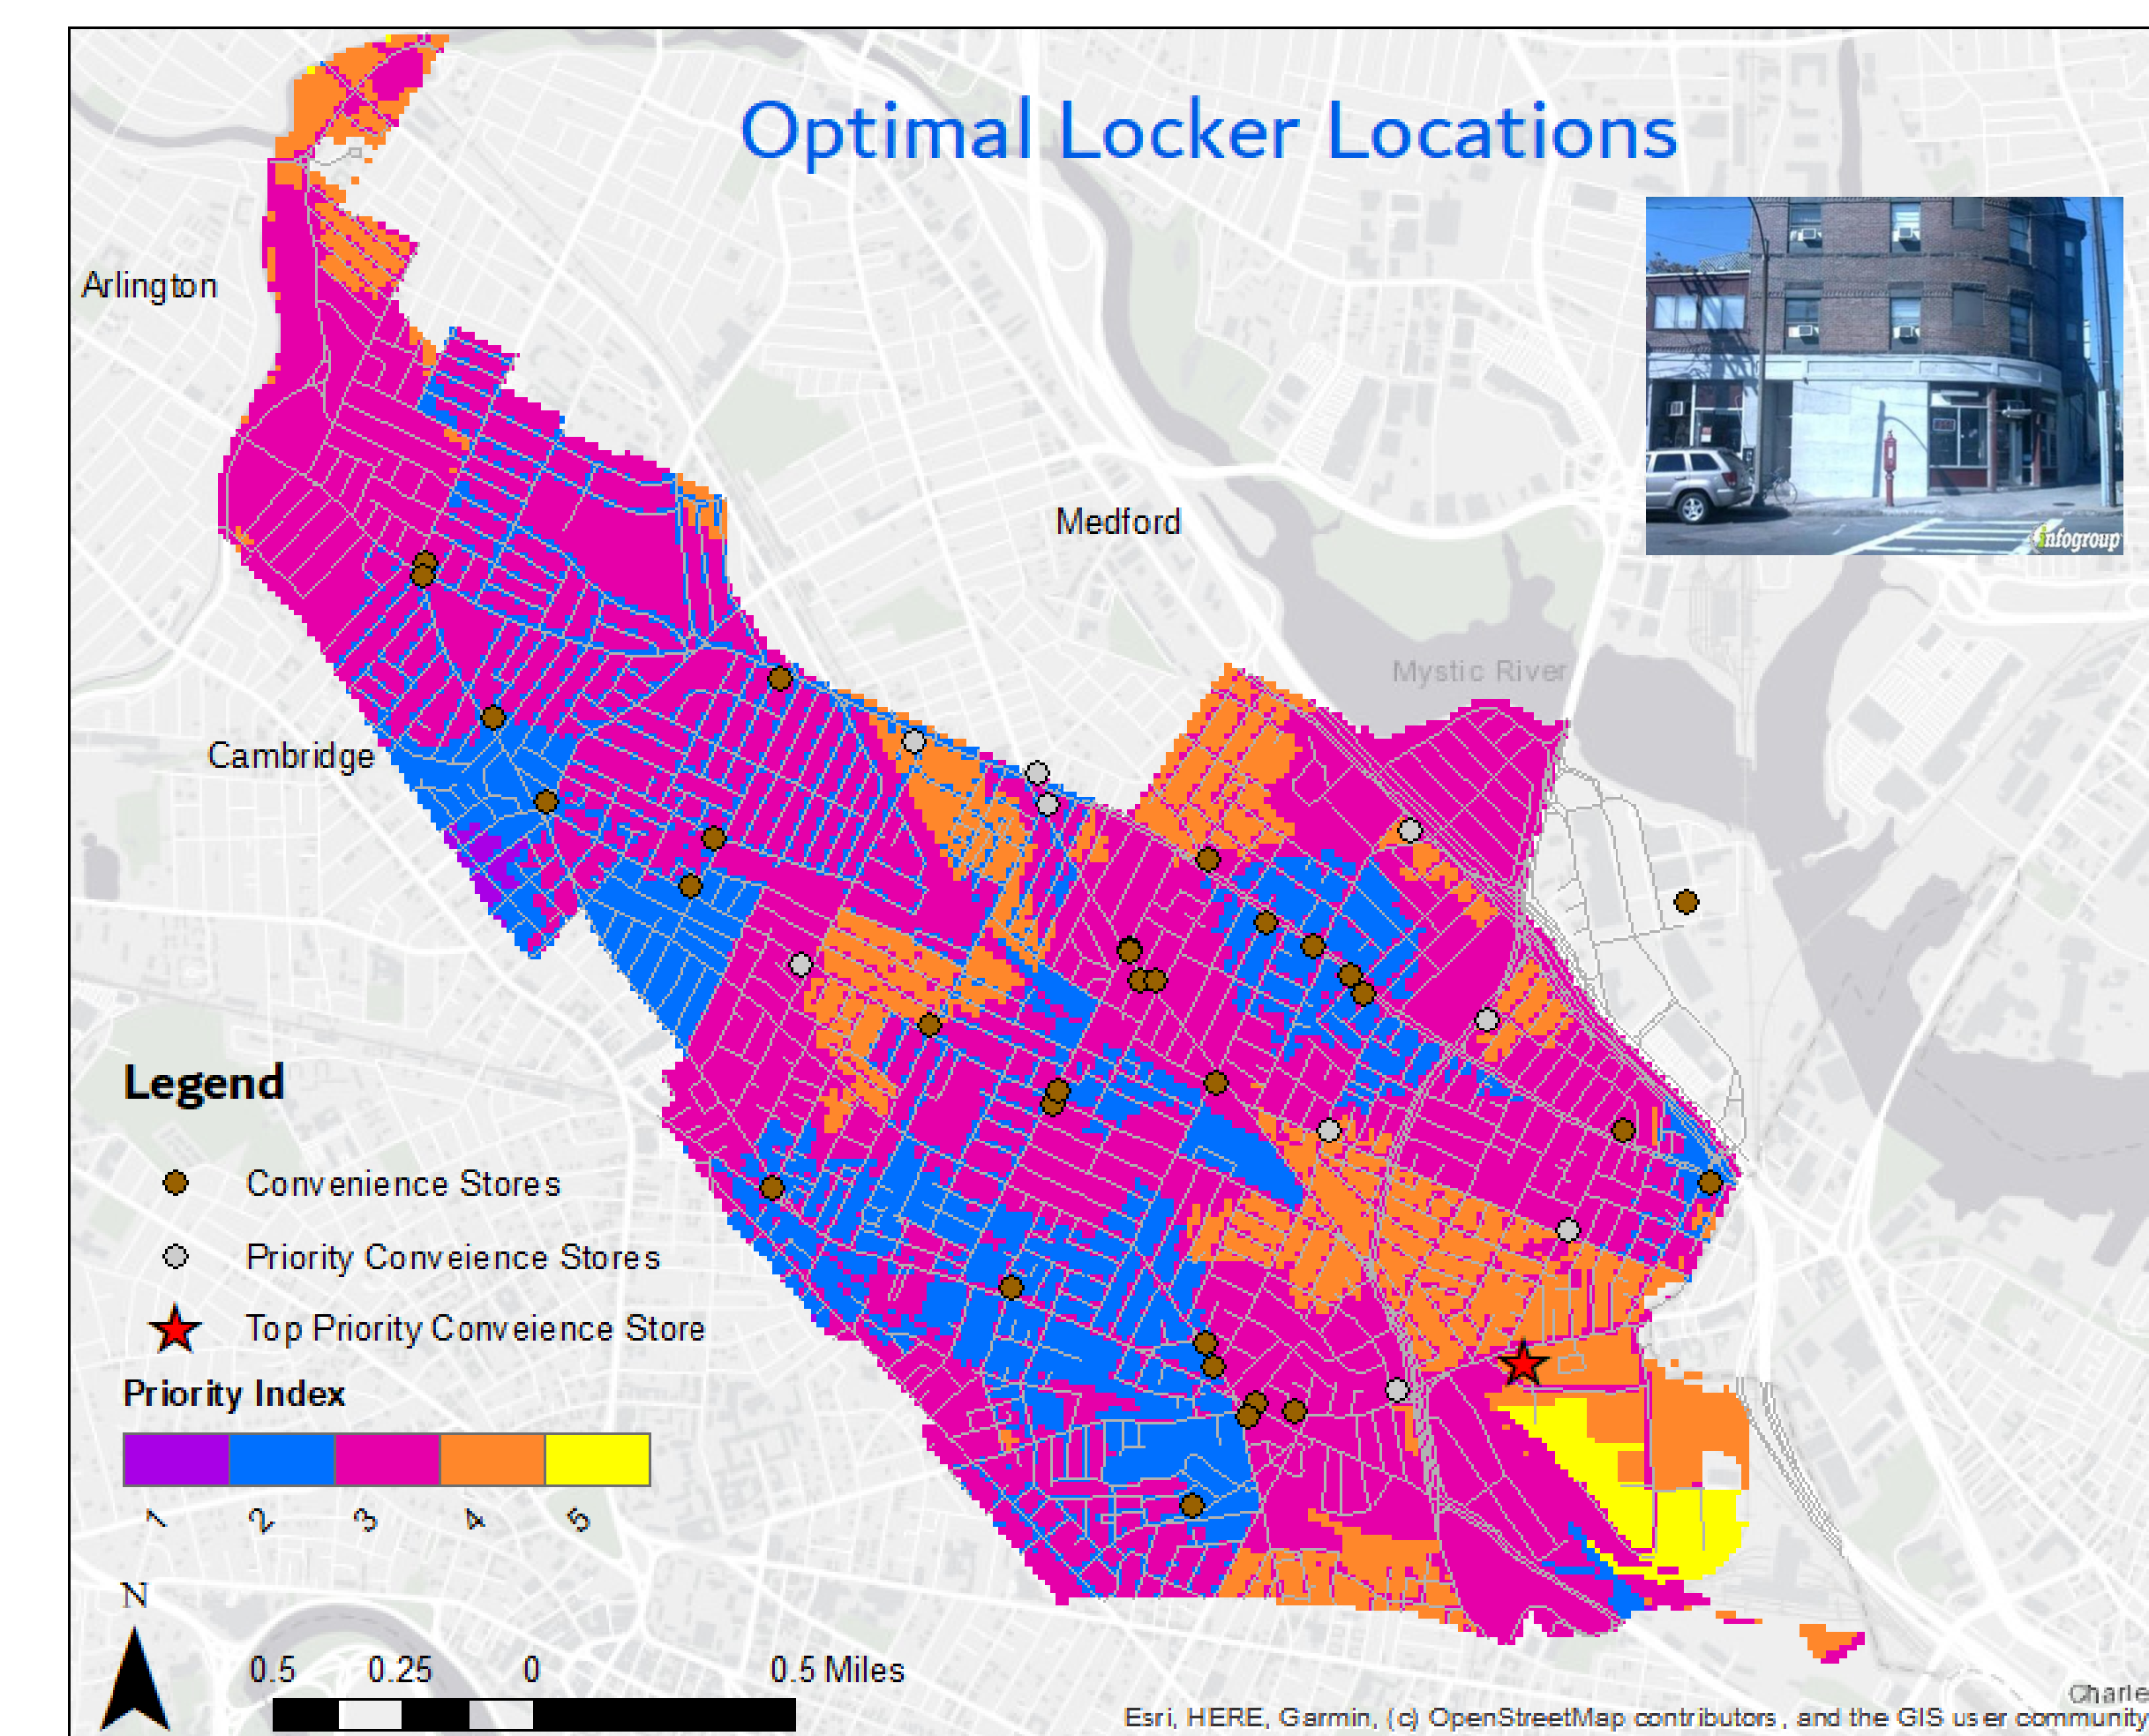 Optimal Locker Locations
Arlington
infogroup
Medford
Mystic River
Cambridge
Legend
Convenience Stores
Priority Conveience Stores
Top Priority Conveience Store
Priority Index
1 2 3 4 5
N
0.5 0.25 0 0.5 Miles
Charle
Esri, HERE, Garmin, (c) OpenStreetMap contributors, and the GIS user community